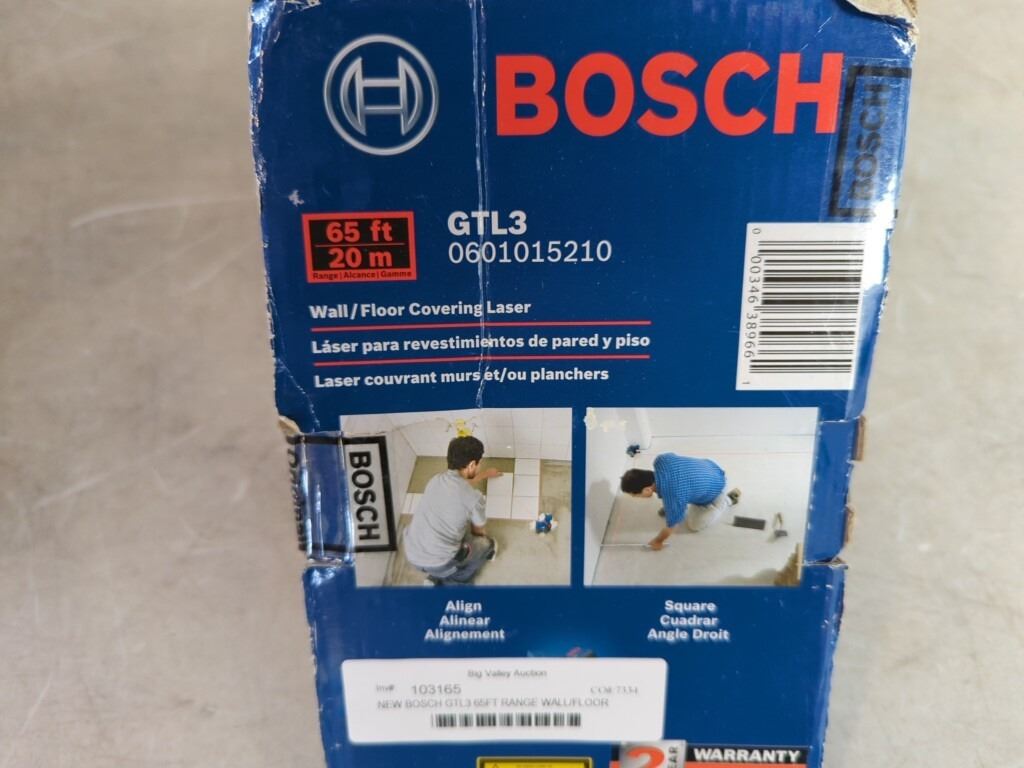 BOSCH
BOSCH
65 ft
20 m
Range|Alcance|Gamme
GTL3
0601015210
0 00346 38966 1
Wall/Floor Covering Laser
Láser para revestimientos de pared y piso
Laser couvrant murs et/ou planchers
BOSCH
Align
Alinear
Alignement
Square
Cuadrar
Angle Droit
Big Valley Auction
Inv# 103165
NEW BOSCH GTL3 65FT RANGE WALL/FLOOR
2
WARRANTY